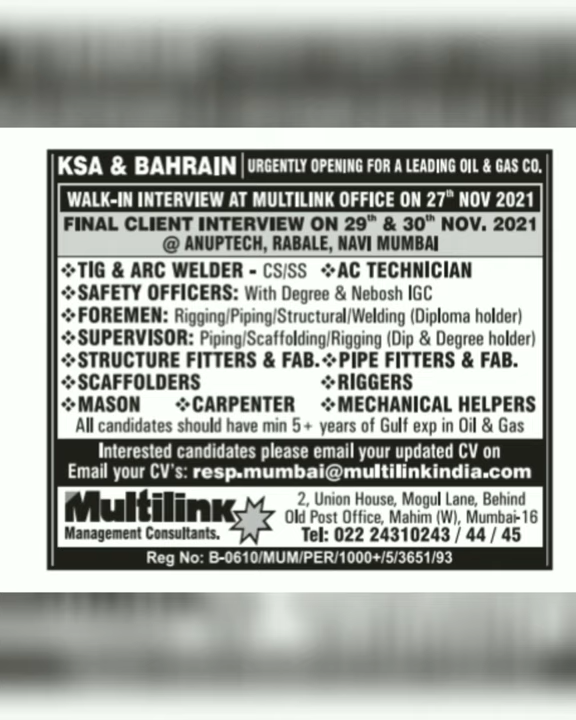 KSA & BAHRAIN | URGENTLY OPENING FOR A LEADING OIL & GAS CO.
WALK-IN INTERVIEW AT MULTILINK OFFICE ON 27th NOV 2021
FINAL CLIENT INTERVIEW ON 29th & 30th NOV. 2021
@ ANUPTECH, RABALE, NAVI MUMBAI
❖TIG & ARC WELDER - CS/SS ❖AC TECHNICIAN
❖SAFETY OFFICERS: With Degree & Nebosh IGC
❖FOREMEN: Rigging/Piping/Structural/Welding (Diploma holder)
❖SUPERVISOR: Piping/Scaffolding/Rigging (Dip & Degree holder)
❖STRUCTURE FITTERS & FAB. ❖PIPE FITTERS & FAB.
❖SCAFFOLDERS ❖RIGGERS
❖MASON ❖CARPENTER ❖MECHANICAL HELPERS
All candidates should have min 5+ years of Gulf exp in Oil & Gas
Interested candidates please email your updated CV on
Email your CV's: resp.mumbai@multilinkindia.com
Multilink
Management Consultants.
2, Union House, Mogul Lane, Behind
Old Post Office, Mahim (W), Mumbai-16
Tel: 022 24310243 / 44 / 45
Reg No: B-0610/MUM/PER/1000+/5/3651/93